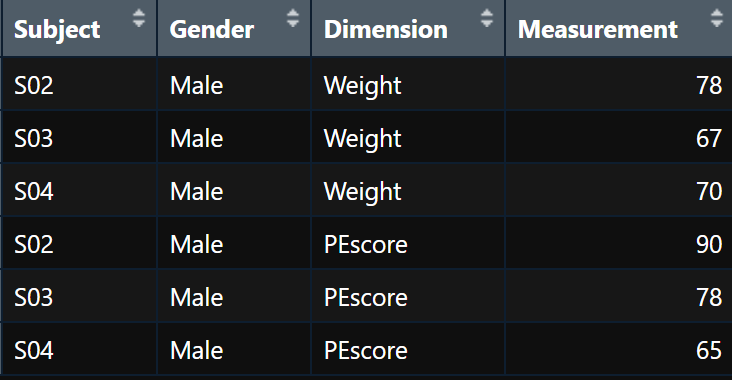 Subject Gender Dimension Measurement
S02 Male Weight 78
S03 Male Weight 67
S04 Male Weight 70
S02 Male PEscore 90
S03 Male PEscore 78
S04 Male PEscore 65